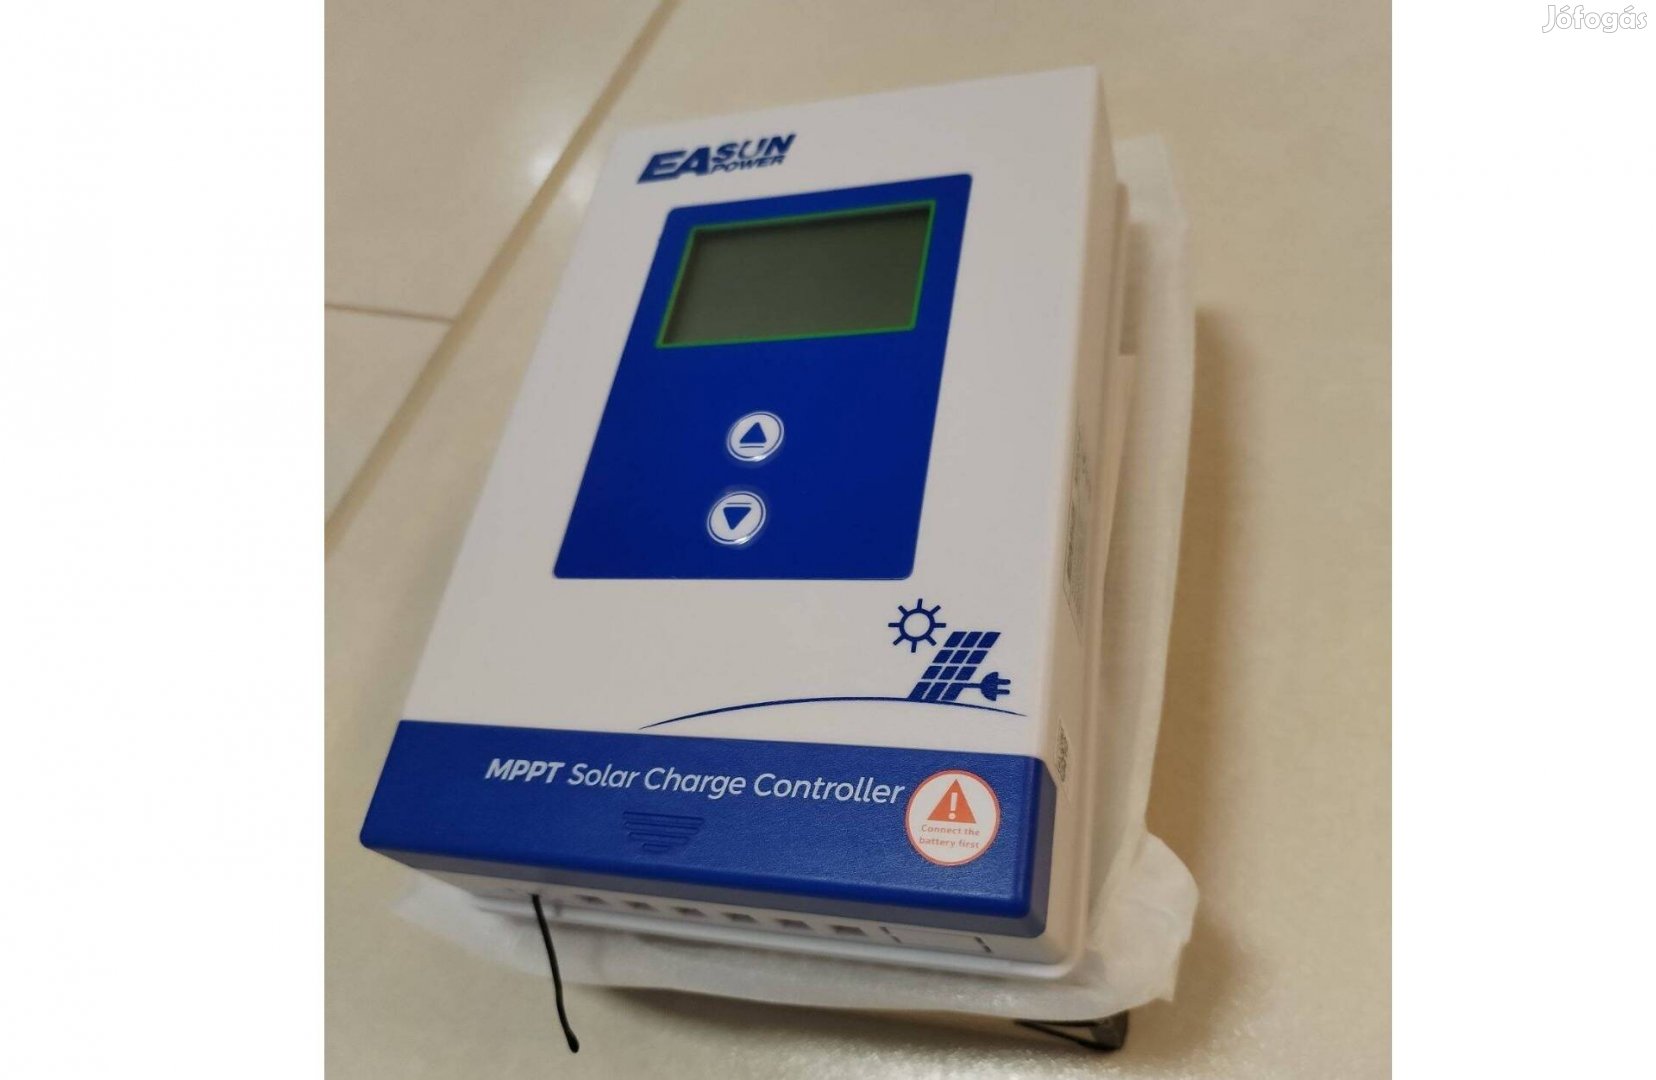 Jófogás
EASUN
POWER
MPPT Solar Charge Controller
Connect the
battery first